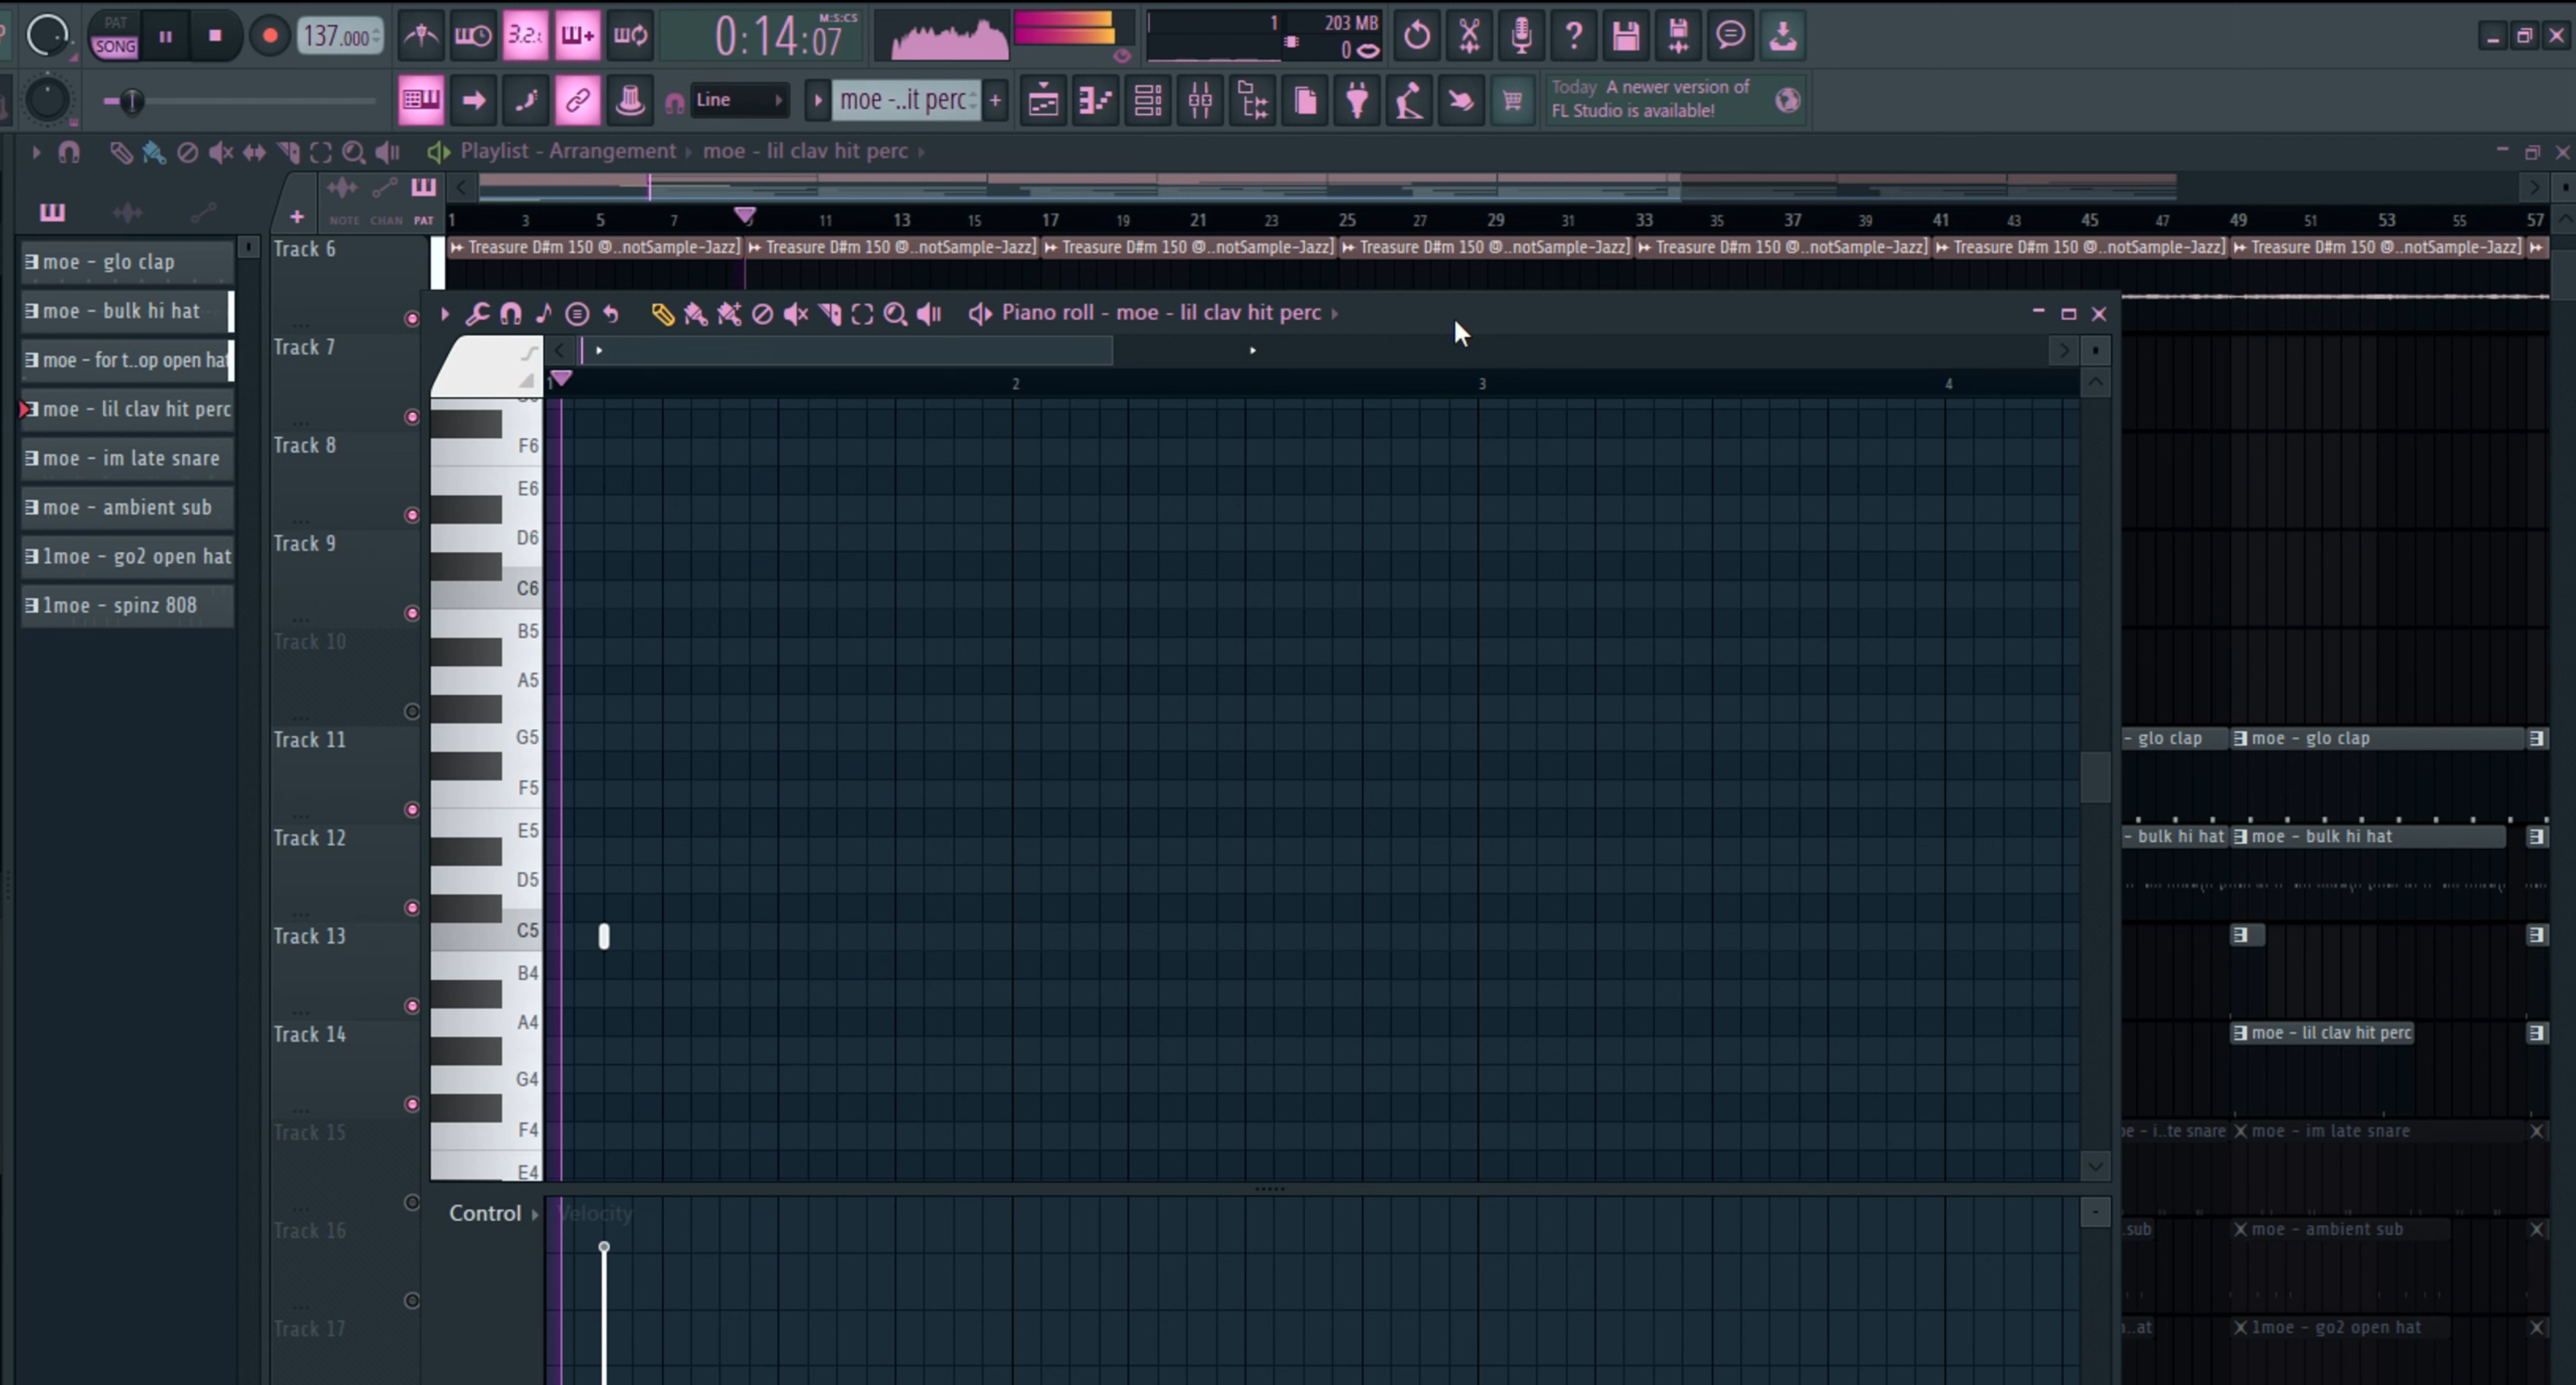 PAT
SONG
137.000
3.2.
0:14:07
M:S:CS
1
203 MB
0
Line
moe -..it perc
Today A newer version of
FL Studio is available!
Playlist - Arrangement
moe - lil clav hit perc
NOTE CHAN PAT
1 3 5 7 11 13 15 17 19 21 23 25 27 29 31 33 35 37 39 41 43 45 47 49 51 53 55 57
moe - glo clap
moe - bulk hi hat
moe - for t..op open hat
moe - lil clav hit perc
moe - im late snare
moe - ambient sub
1moe - go2 open hat
1moe - spinz 808
Track 6
Treasure D#m 150 @..notSample-Jazz]
Treasure D#m 150 @..notSample-Jazz]
Treasure D#m 150 @..notSample-Jazz]
Treasure D#m 150 @..notSample-Jazz]
Treasure D#m 150 @..notSample-Jazz]
Treasure D#m 150 @..notSample-Jazz]
Treasure D#m 150 @..notSample-Jazz]
Track 7
Track 8
Track 9
Track 10
Track 11
Track 12
Track 13
Track 14
Track 15
Track 16
Track 17
Piano roll - moe - lil clav hit perc
1 2 3 4
F6
E6
D6
C6
B5
A5
G5
F5
E5
D5
C5
B4
A4
G4
F4
E4
Control
Velocity
- glo clap
moe - glo clap
- bulk hi hat
moe - bulk hi hat
moe - lil clav hit perc
- i..te snare
moe - im late snare
sub
moe - ambient sub
..at
1moe - go2 open hat